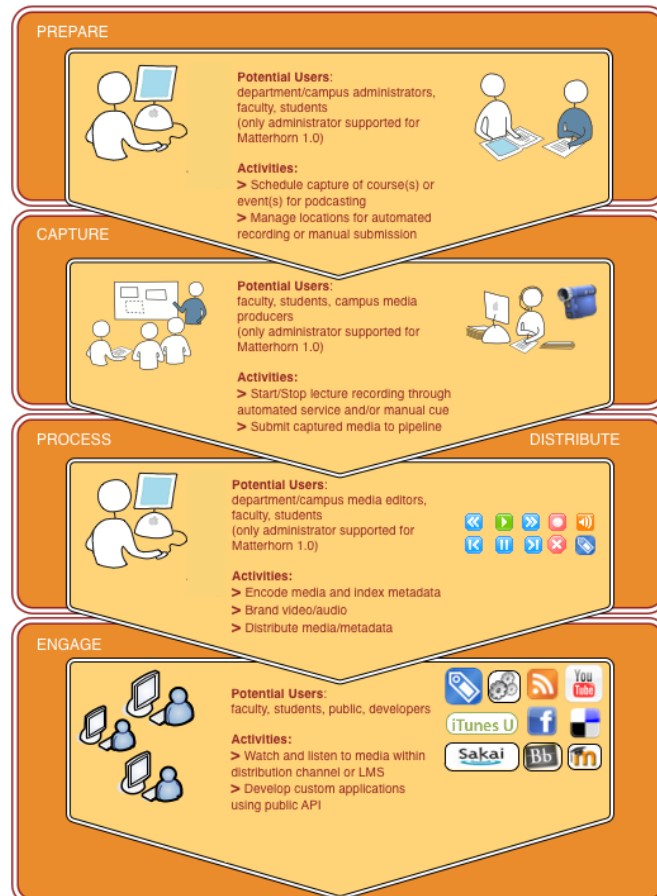 PREPARE
Potential Users:
department/campus administrators,
faculty, students
(only administrator supported for
Matterhorn 1.0)
Activities:
> Schedule capture of course(s) or
event(s) for podcasting
> Manage locations for automated
recording or manual submission
CAPTURE
Potential Users:
faculty, students, campus media
producers
(only administrator supported for
Matterhorn 1.0)
Activities:
> Start/Stop lecture recording through
automated service and/or manual cue
> Submit captured media to pipeline
PROCESS
DISTRIBUTE
Potential Users:
department/campus media editors,
faculty, students
(only administrator supported for
Matterhorn 1.0)
Activities:
> Encode media and index metadata
> Brand video/audio
> Distribute media/metadata
ENGAGE
Potential Users:
faculty, students, public, developers
Activities:
> Watch and listen to media within
distribution channel or LMS
> Develop custom applications
using public API
You
Tube
iTunes U
f
Sakai
Bb
m